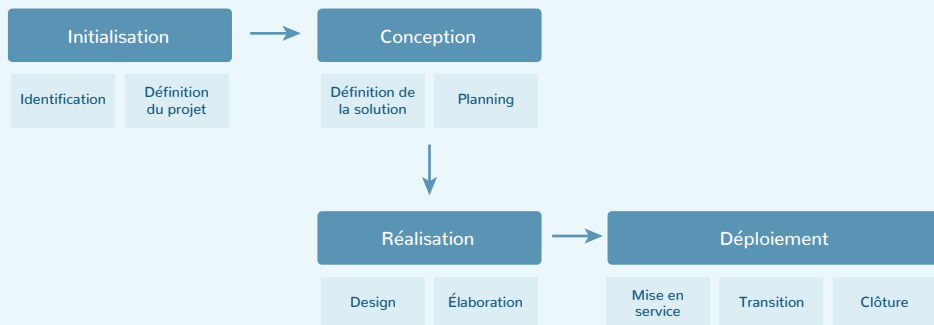 Initialisation
Conception
Identification
Définition
du projet
Définition de
la solution
Planning
Réalisation
Déploiement
Design
Élaboration
Mise en
service
Transition
Clôture